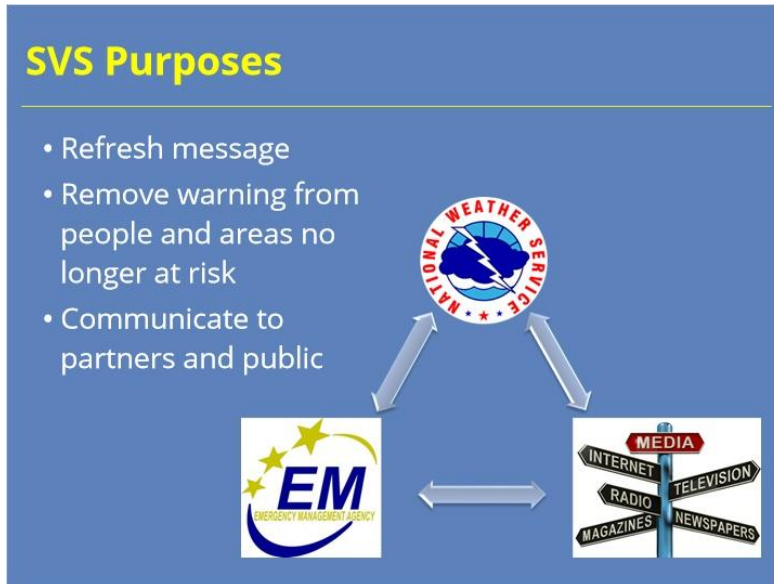 SVS Purposes
• Refresh message
• Remove warning from
people and areas no
longer at risk
• Communicate to
partners and public
NATIONAL WEATHER SERVICE
EM
EMERGENCY MANAGEMENT AGENCY
MEDIA
INTERNET
TELEVISION
RADIO
MAGAZINES
NEWSPAPERS